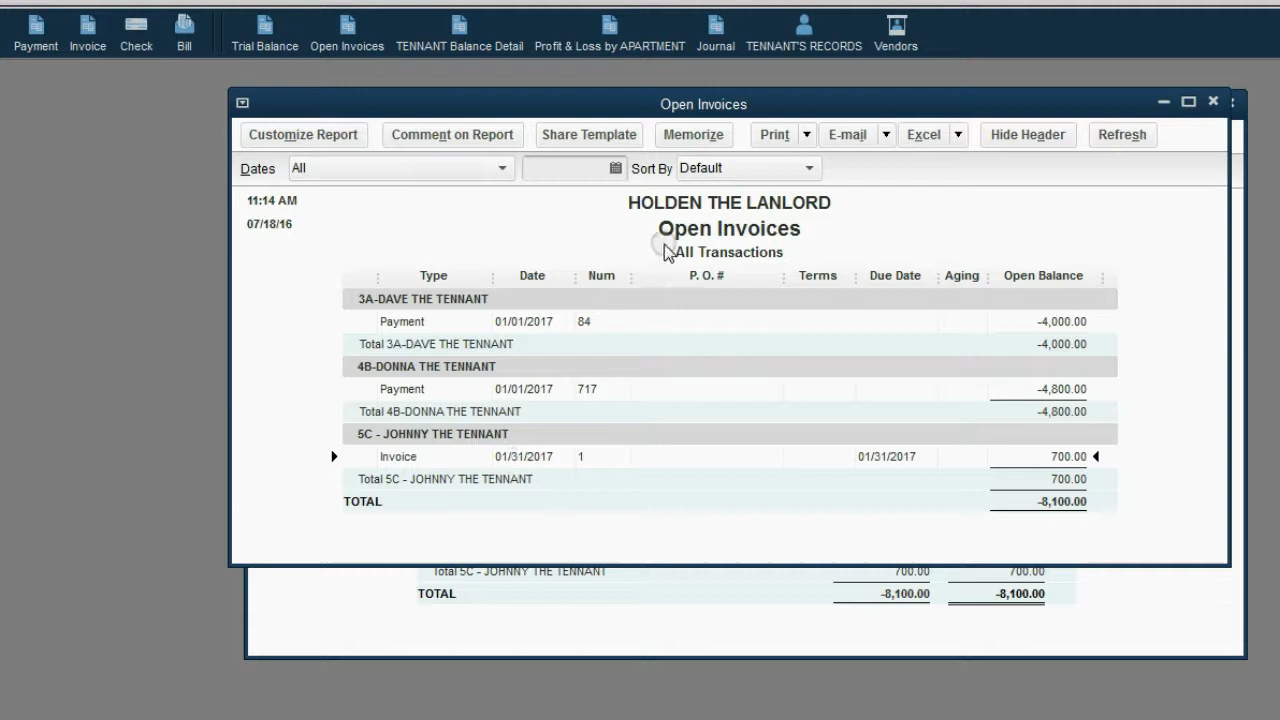 Payment Invoice Check Bill Trial Balance Open Invoices TENNANT Balance Detail Profit & Loss by APARTMENT Journal TENNANT'S RECORDS Vendors
Open Invoices
Customize Report Comment on Report Share Template Memorize Print E-mail Excel Hide Header Refresh
Dates All Sort By Default
11:14 AM HOLDEN THE LANLORD
07/18/16 Open Invoices
All Transactions
Type Date Num P. O. # Terms Due Date Aging Open Balance
3A-DAVE THE TENNANT
Payment 01/01/2017 84 -4,000.00
Total 3A-DAVE THE TENNANT -4,000.00
4B-DONNA THE TENNANT
Payment 01/01/2017 717 -4,800.00
Total 4B-DONNA THE TENNANT -4,800.00
5C - JOHNNY THE TENNANT
Invoice 01/31/2017 1 01/31/2017 700.00
Total 5C - JOHNNY THE TENNANT 700.00
TOTAL -8,100.00
Total 5C - JOHNNY THE TENNANT 700.00 700.00
TOTAL -8,100.00 -8,100.00